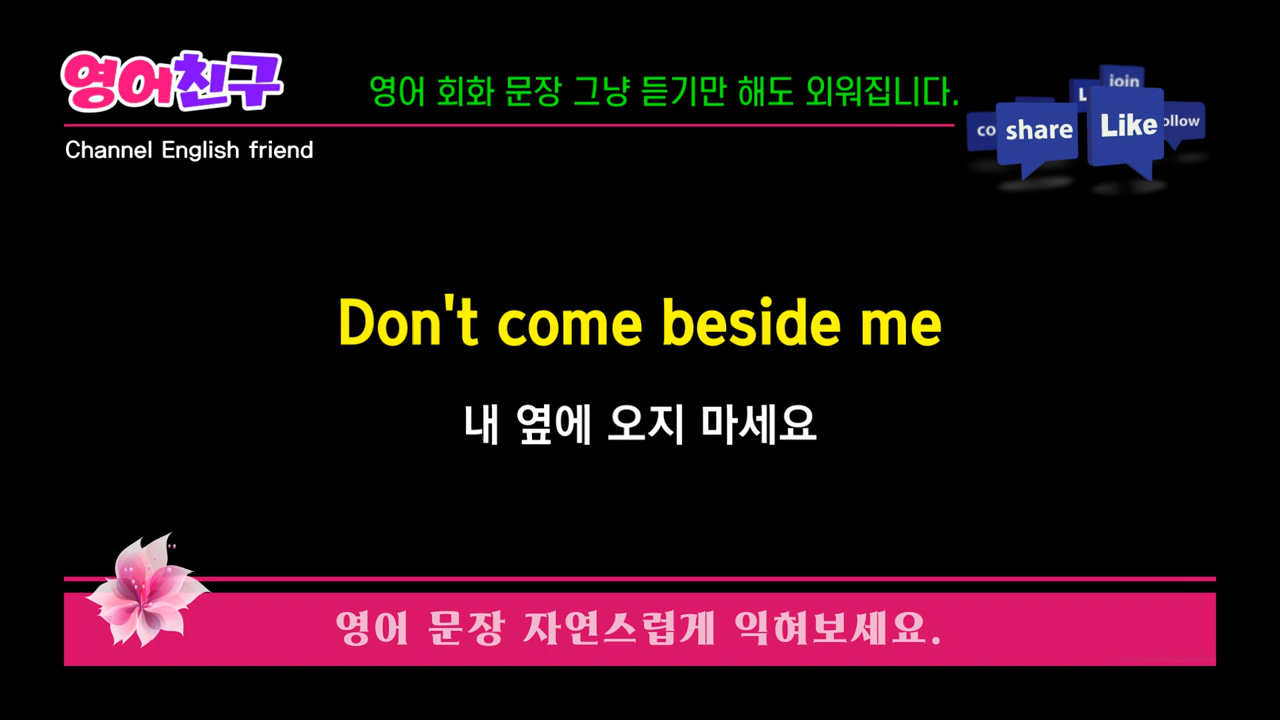 영어친구
영어 회화 문장 그냥 듣기만 해도 외워집니다.
Channel English friend
join
L
co
share
Like
ollow
Don't come beside me
내 옆에 오지 마세요
영어 문장 자연스럽게 익혀보세요.